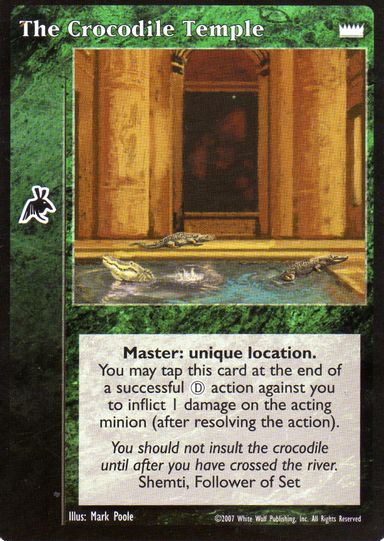 The Crocodile Temple
Master: unique location.
You may tap this card at the end
of a successful Ⓓ action against you
to inflict 1 damage on the acting
minion (after resolving the action).
You should not insult the crocodile
until after you have crossed the river.
Shemti, Follower of Set
Illus: Mark Poole
©2007 White Wolf Publishing, Inc. All Rights Reserved